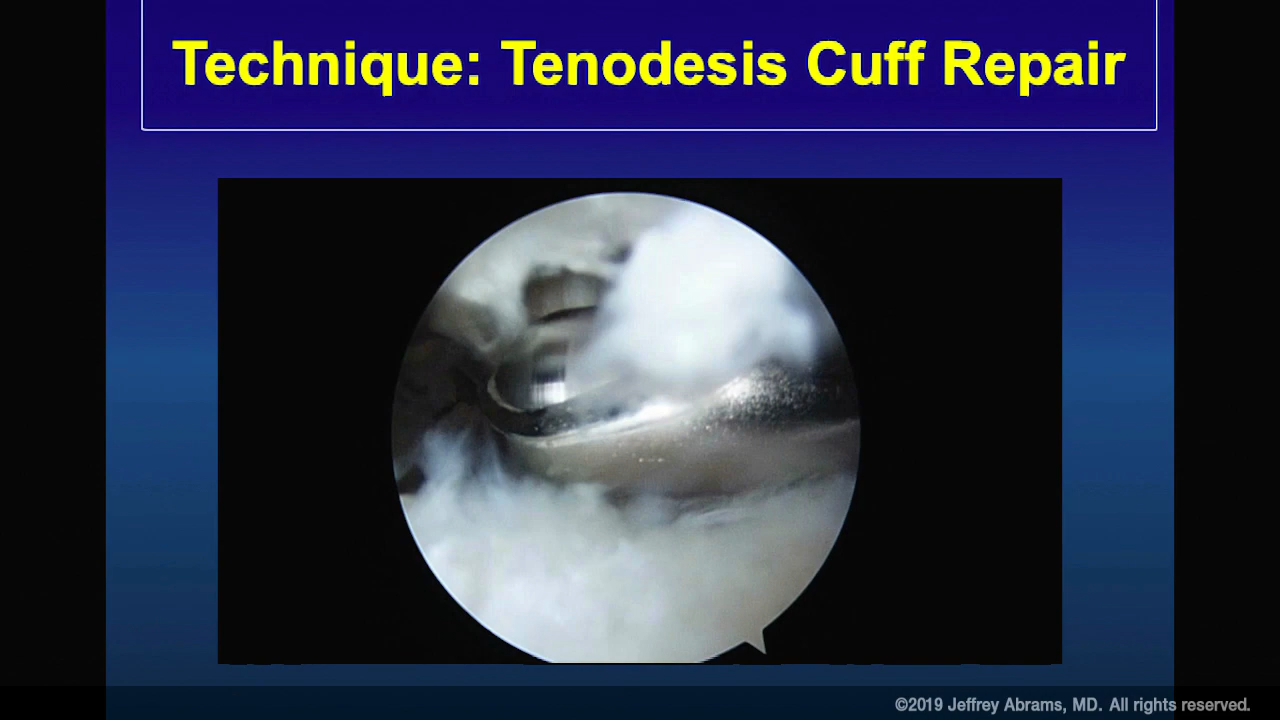 Technique: Tenodesis Cuff Repair
©2019 Jeffrey Abrams, MD. All rights reserved.